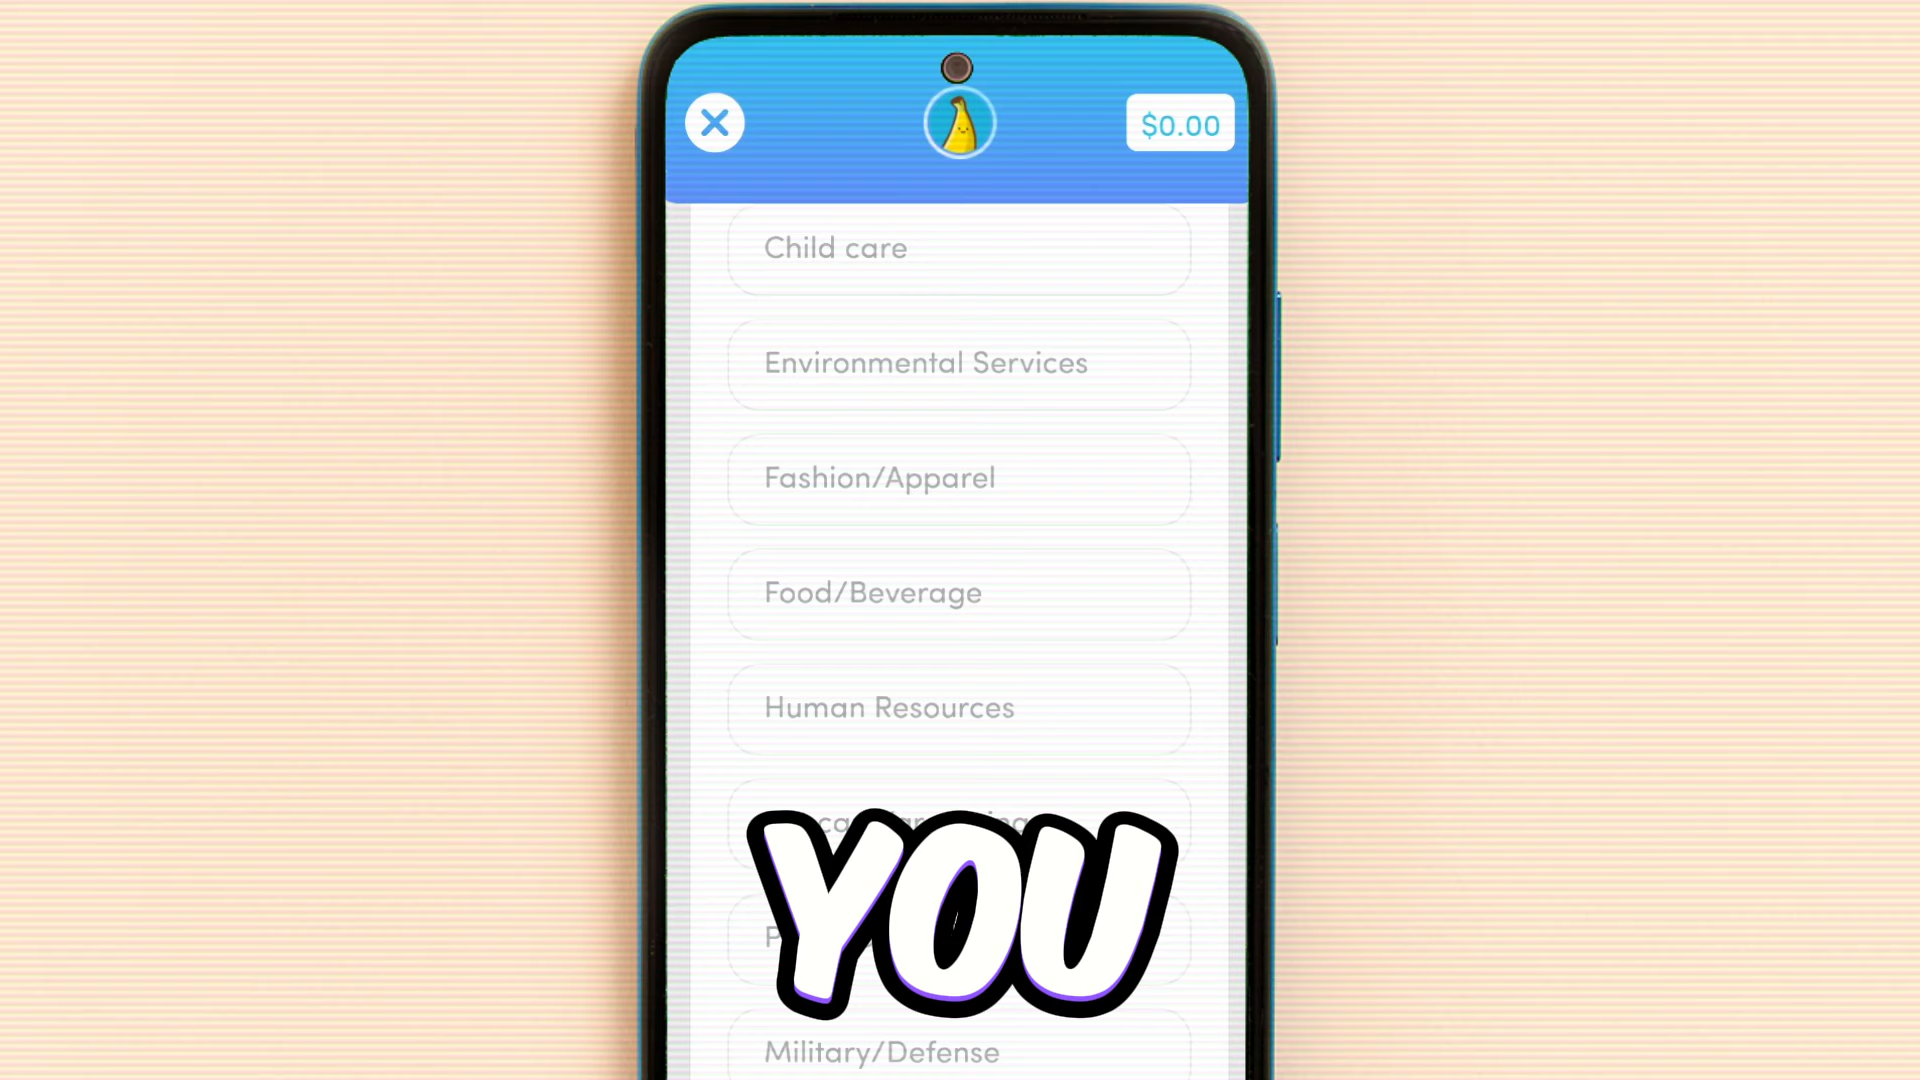 $0.00
Child care
Environmental Services
Fashion/Apparel
Food/Beverage
Human Resources
YOU
Military/Defense